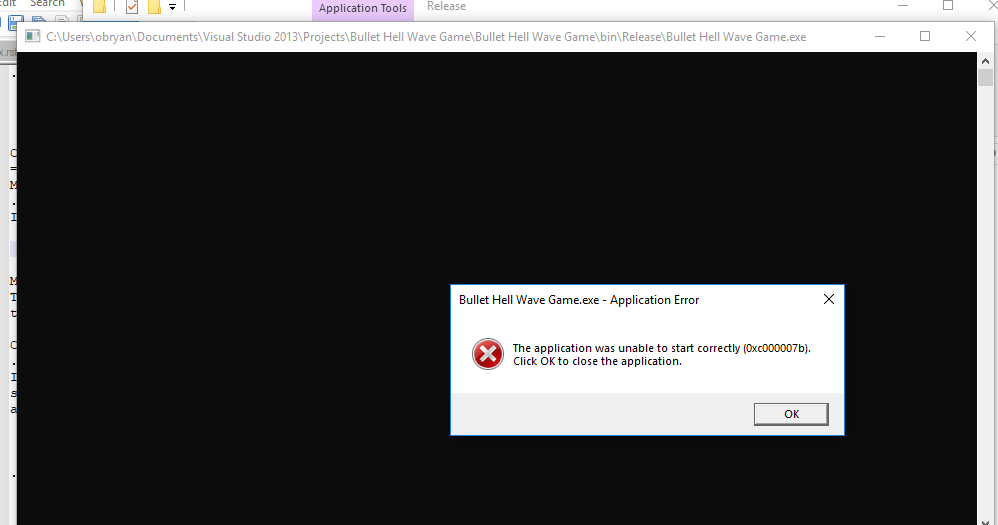 Edit Search
Application Tools Release
C:\Users\obryan\Documents\Visual Studio 2013\Projects\Bullet Hell Wave Game\Bullet Hell Wave Game\bin\Release\Bullet Hell Wave Game.exe
Bullet Hell Wave Game.exe - Application Error
The application was unable to start correctly (0xc000007b).
Click OK to close the application.
OK